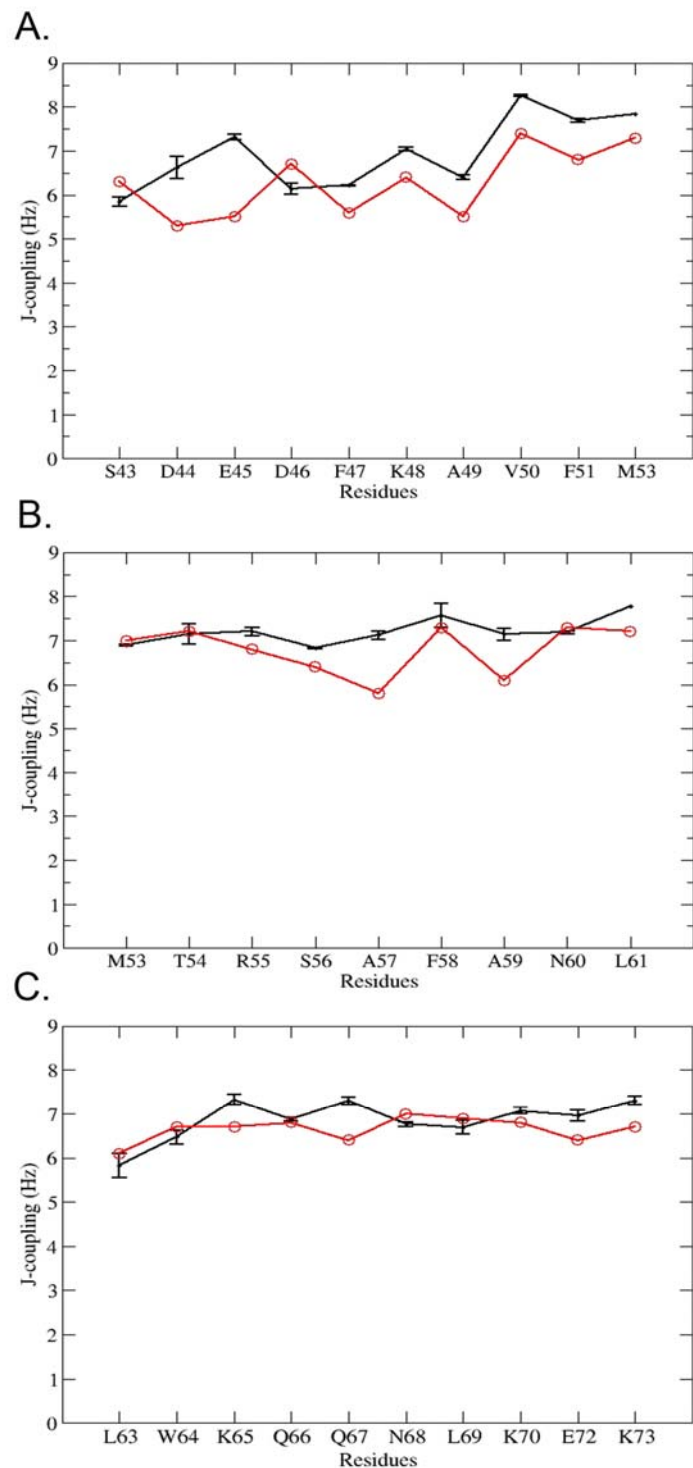 A.
9
8
7
6
5
4
3
2
1
0
J-coupling (Hz)
S43 D44 E45 D46 F47 K48 A49 V50 F51 M53
Residues
B.
9
8
7
6
5
4
3
2
1
0
J-coupling (Hz)
M53 T54 R55 S56 A57 F58 A59 N60 L61
Residues
C.
9
8
7
6
5
4
3
2
1
0
J-coupling (Hz)
L63 W64 K65 Q66 Q67 N68 L69 K70 E72 K73
Residues